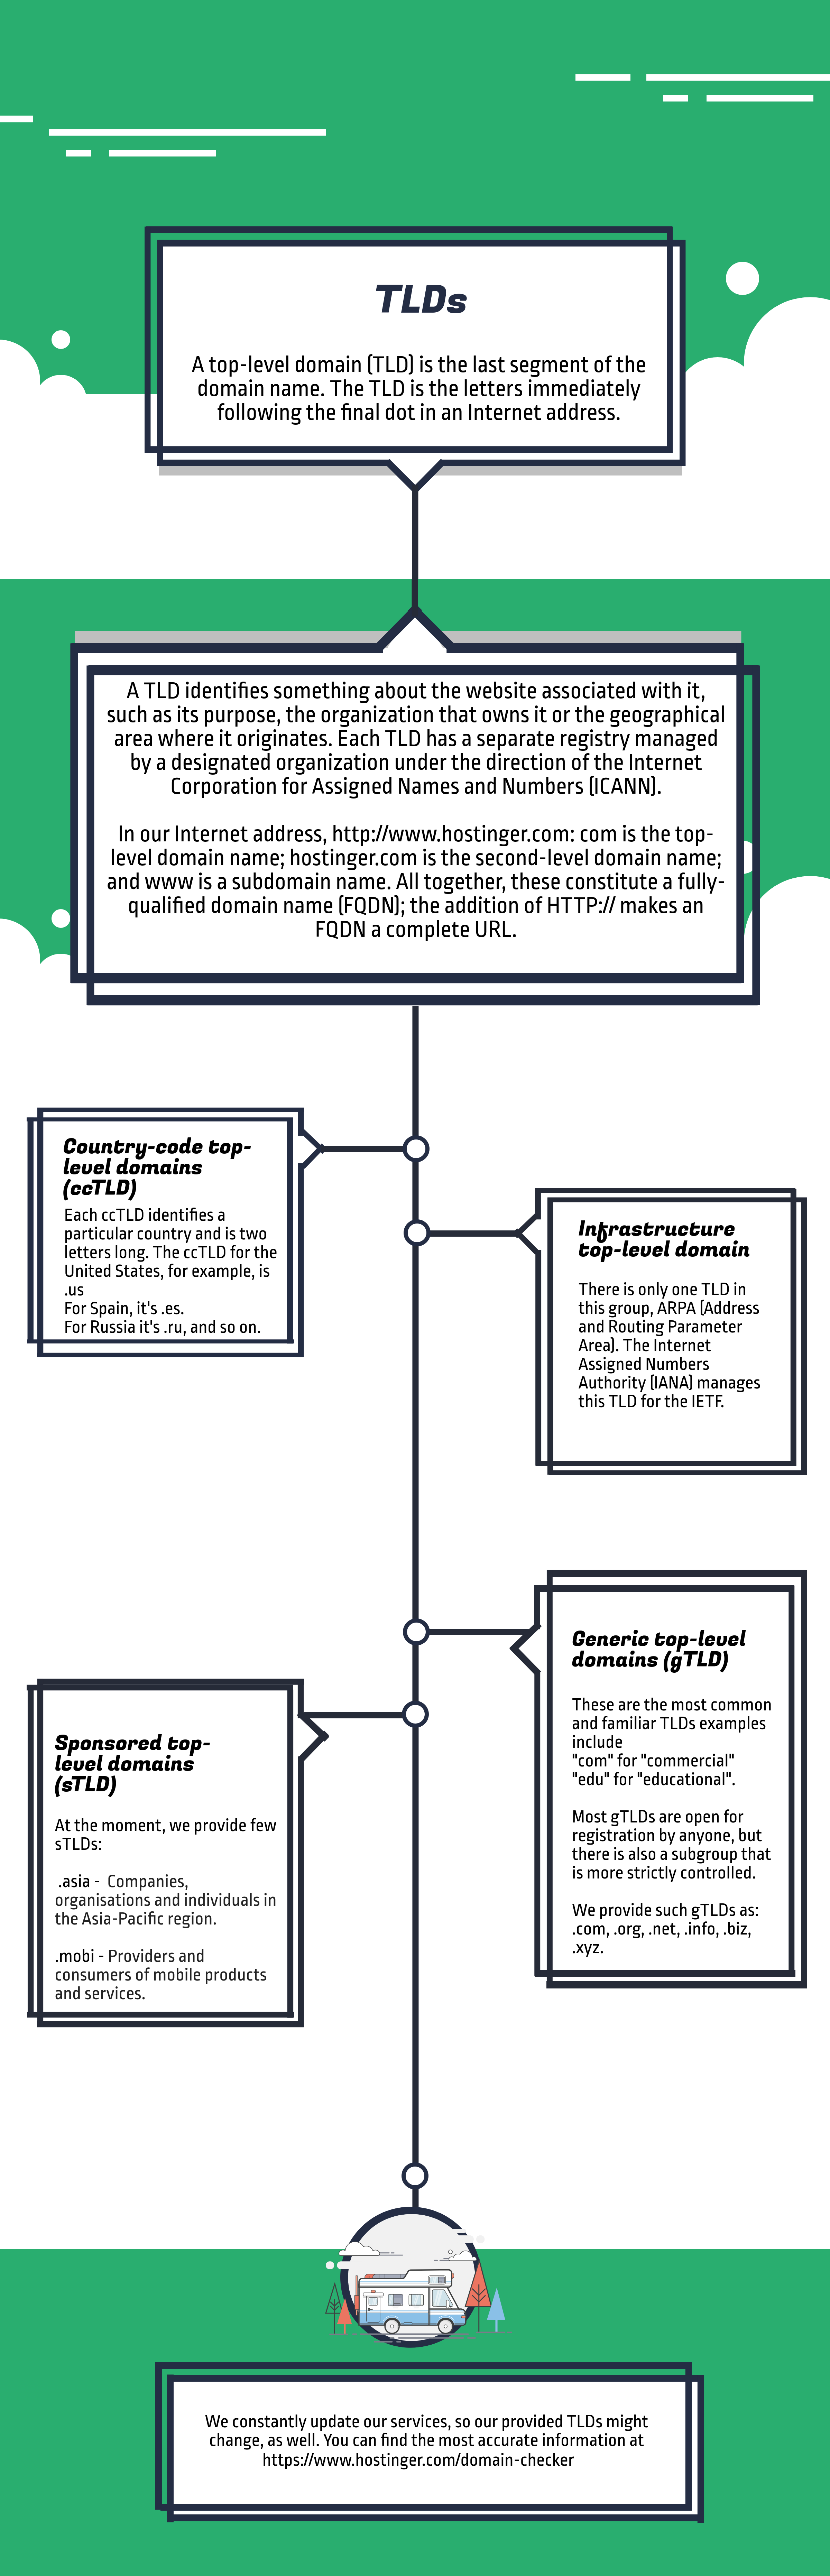 TLDs
A top-level domain (TLD) is the last segment of the
domain name. The TLD is the letters immediately
following the final dot in an Internet address.
A TLD identifies something about the website associated with it,
such as its purpose, the organization that owns it or the geographical
area where it originates. Each TLD has a separate registry managed
by a designated organization under the direction of the Internet
Corporation for Assigned Names and Numbers (ICANN).
In our Internet address, http://www.hostinger.com: com is the top-
level domain name; hostinger.com is the second-level domain name;
and www is a subdomain name. All together, these constitute a fully-
qualified domain name (FQDN); the addition of HTTP:// makes an
FQDN a complete URL.
Country-code top-
level domains
(ccTLD)
Each ccTLD identifies a
particular country and is two
letters long. The ccTLD for the
United States, for example, is
.us
For Spain, it's .es.
For Russia it's .ru, and so on.
Infrastructure
top-level domain
There is only one TLD in
this group, ARPA (Address
and Routing Parameter
Area). The Internet
Assigned Numbers
Authority (IANA) manages
this TLD for the IETF.
Generic top-level
domains (gTLD)
These are the most common
and familiar TLDs examples
include
"com" for "commercial"
"edu" for "educational".
Most gTLDs are open for
registration by anyone, but
there is also a subgroup that
is more strictly controlled.
We provide such gTLDs as:
.com, .org, .net, .info, .biz,
.xyz.
Sponsored top-
level domains
(sTLD)
At the moment, we provide few
sTLDs:
.asia - Companies,
organisations and individuals in
the Asia-Pacific region.
.mobi - Providers and
consumers of mobile products
and services.
We constantly update our services, so our provided TLDs might
change, as well. You can find the most accurate information at
https://www.hostinger.com/domain-checker